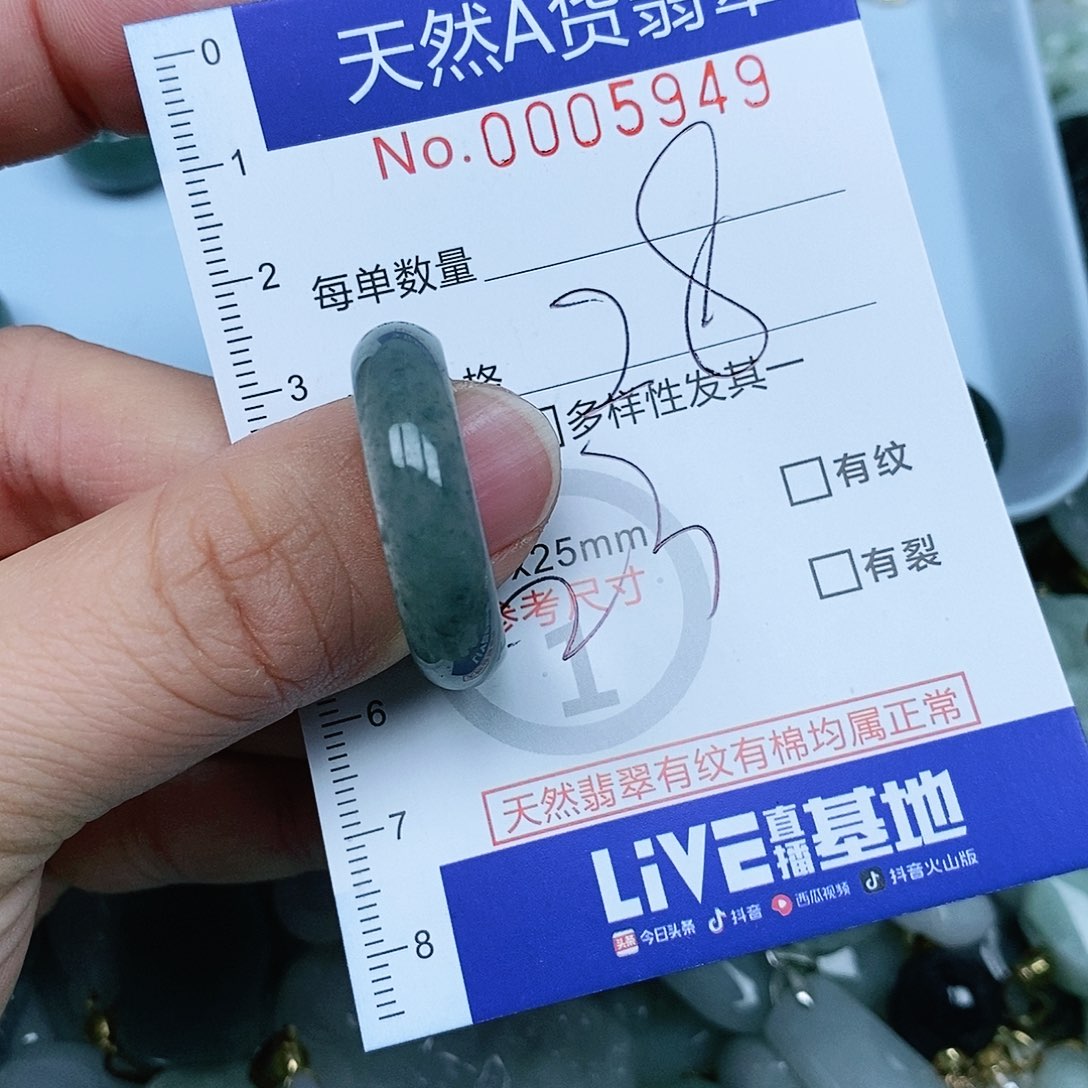 0
天然A货翡翠
No.0005949
1
2
每单数量
8
3
格
多样性发其一
有纹
x25mm
有裂
参考尺寸
1
6
天然翡翠有纹有棉均属正常
7
LiVE直播基地
8
头条 今日头条 抖音 西瓜视频 抖音火山版